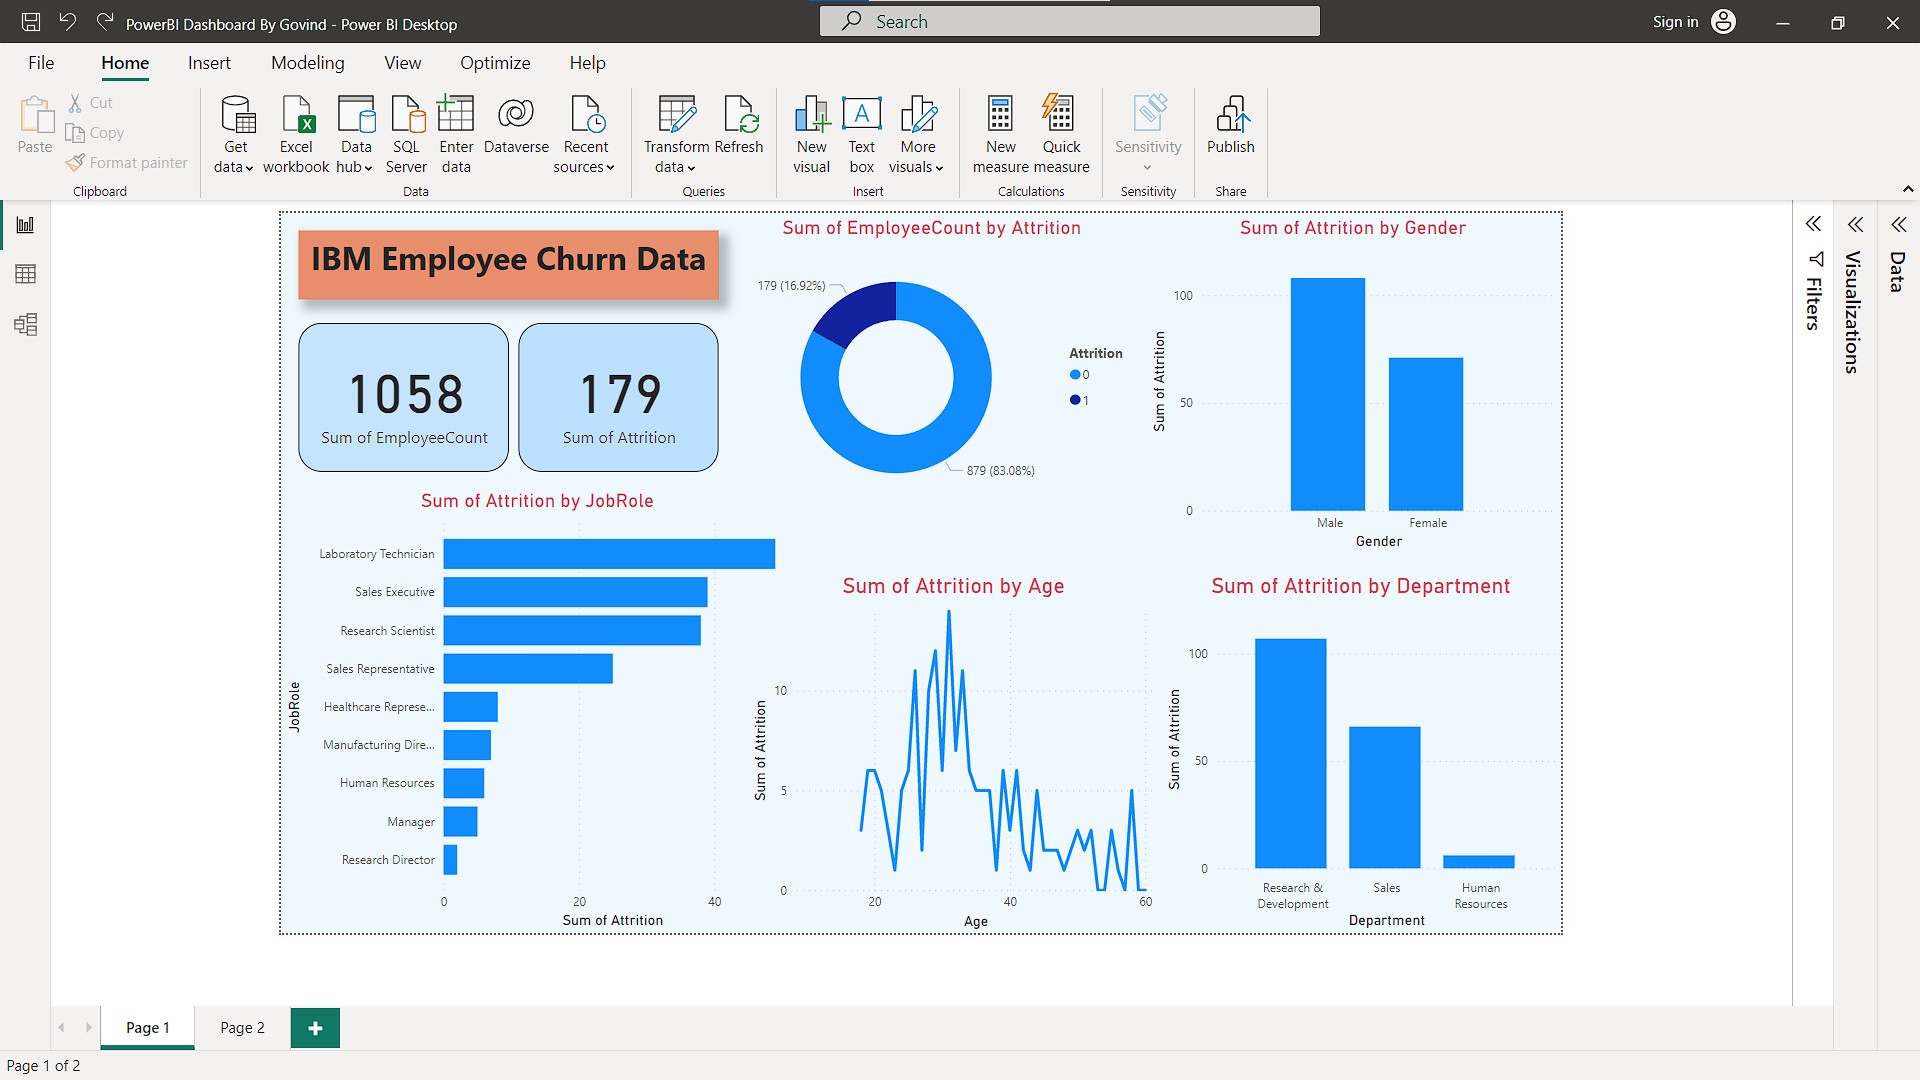 PowerBI Dashboard By Govind - Power BI Desktop
Search
Sign in
File Home Insert Modeling View Optimize Help
Paste
Cut
Copy
Format painter
Clipboard
Get data
Excel workbook
Data hub
SQL Server
Enter data
Dataverse
Recent sources
Data
Transform data
Refresh
Queries
New visual
Text box
More visuals
Insert
New measure
Quick measure
Calculations
Sensitivity
Sensitivity
Publish
Share
IBM Employee Churn Data
1058
Sum of EmployeeCount
179
Sum of Attrition
Sum of EmployeeCount by Attrition
179 (16.92%)
879 (83.08%)
Attrition
0
1
Sum of Attrition by Gender
Sum of Attrition
100
50
0
Male Female
Gender
Sum of Attrition by JobRole
JobRole
Laboratory Technician
Sales Executive
Research Scientist
Sales Representative
Healthcare Represe...
Manufacturing Dire...
Human Resources
Manager
Research Director
0 20 40
Sum of Attrition
Sum of Attrition by Age
Sum of Attrition
10
5
0
20 40 60
Age
Sum of Attrition by Department
Sum of Attrition
100
50
0
Research & Development
Sales
Human Resources
Department
Filters
Visualizations
Data
Page 1 Page 2
Page 1 of 2